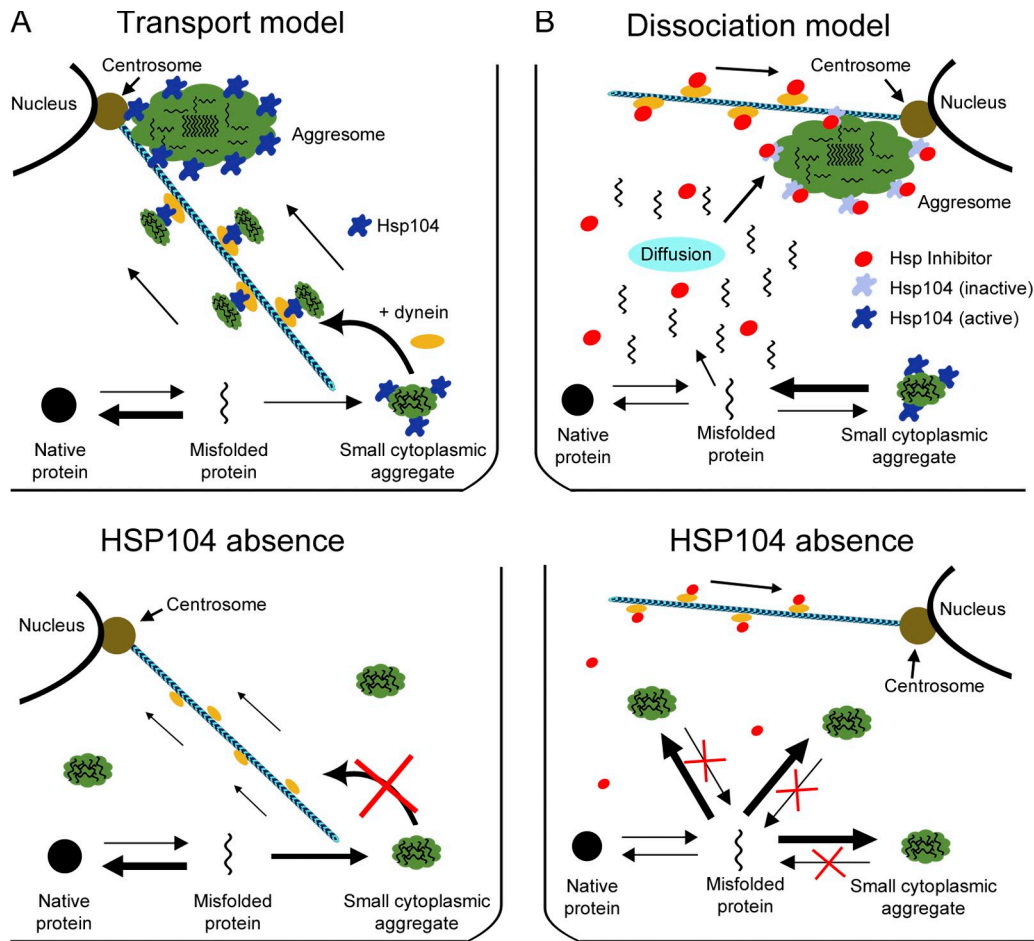 A
Transport model
Centrosome
Nucleus
Aggresome
Hsp104
+ dynein
Native
protein
Misfolded
protein
Small cytoplasmic
aggregate
B
Dissociation model
Centrosome
Nucleus
Aggresome
Diffusion
Hsp Inhibitor
Hsp104 (inactive)
Hsp104 (active)
Native
protein
Misfolded
protein
Small cytoplasmic
aggregate
HSP104 absence
Centrosome
Nucleus
Native
protein
Misfolded
protein
Small cytoplasmic
aggregate
HSP104 absence
Nucleus
Centrosome
Native
protein
Misfolded
protein
Small cytoplasmic
aggregate